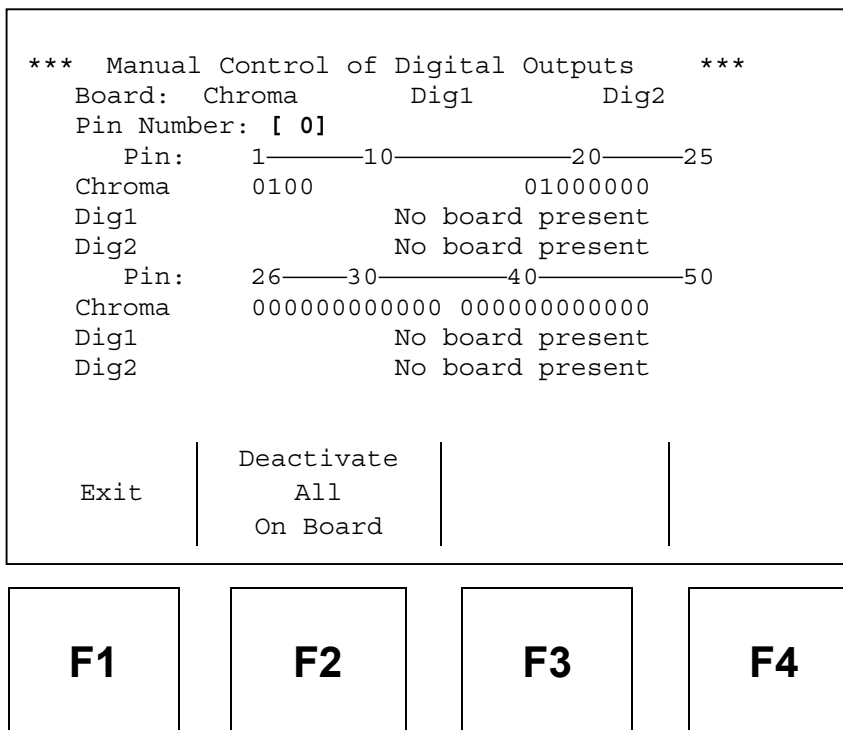 ***  Manual Control of Digital Outputs    ***
Board:  Chroma       Dig1        Dig2
Pin Number: [ 0]
Pin:    1——————10———————————20—————25
Chroma     0100             01000000
Dig1                No board present
Dig2                No board present
Pin:    26————30————————40—————————50
Chroma     000000000000 000000000000
Dig1                No board present
Dig2                No board present
Exit
Deactivate
All
On Board
F1
F2
F3
F4